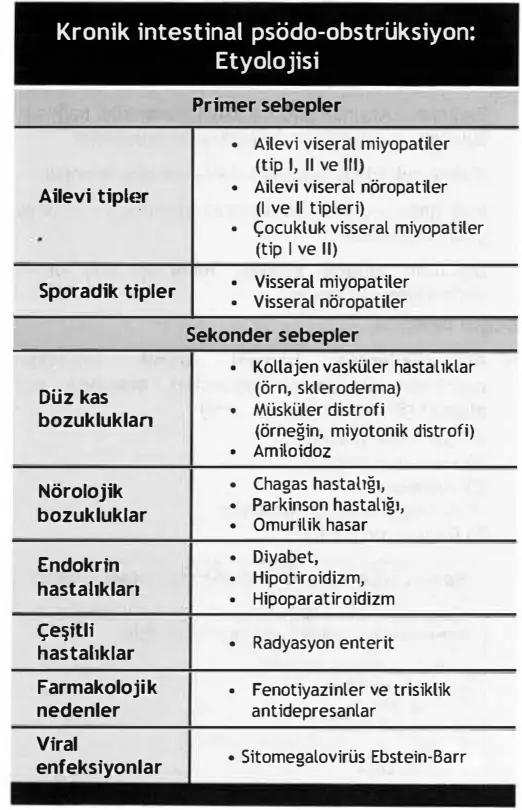 Kronik intestinal psödo-obstrüksiyon:
Etyolojisi
Primer sebepler
Ailevi tipler
• Ailevi viseral miyopatiler
(tip I, II ve III)
• Ailevi viseral nöropatiler
(I ve II tipleri)
• Çocukluk visseral miyopatiler
(tip I ve II)
Sporadik tipler
• Visseral miyopatiler
• Visseral nöropatiler
Sekonder sebepler
Düz kas
bozuklukları
• Kollajen vasküler hastalıklar
(örn, skleroderma)
• Müsküler distrofi
(örneğin, miyotonik distrofi)
• Amiloidoz
Nörolojik
bozukluklar
• Chagas hastalığı,
• Parkinson hastalığı,
• Omurilik hasar
Endokrin
hastalıkları
• Diyabet,
• Hipotiroidizm,
• Hipoparatiroidizm
Çeşitli
hastalıklar
• Radyasyon enterit
Farmakolojik
nedenler
• Fenotiyazinler ve trisiklik
antidepresanlar
Viral
enfeksiyonlar
• Sitomegalovirüs Ebstein-Barr